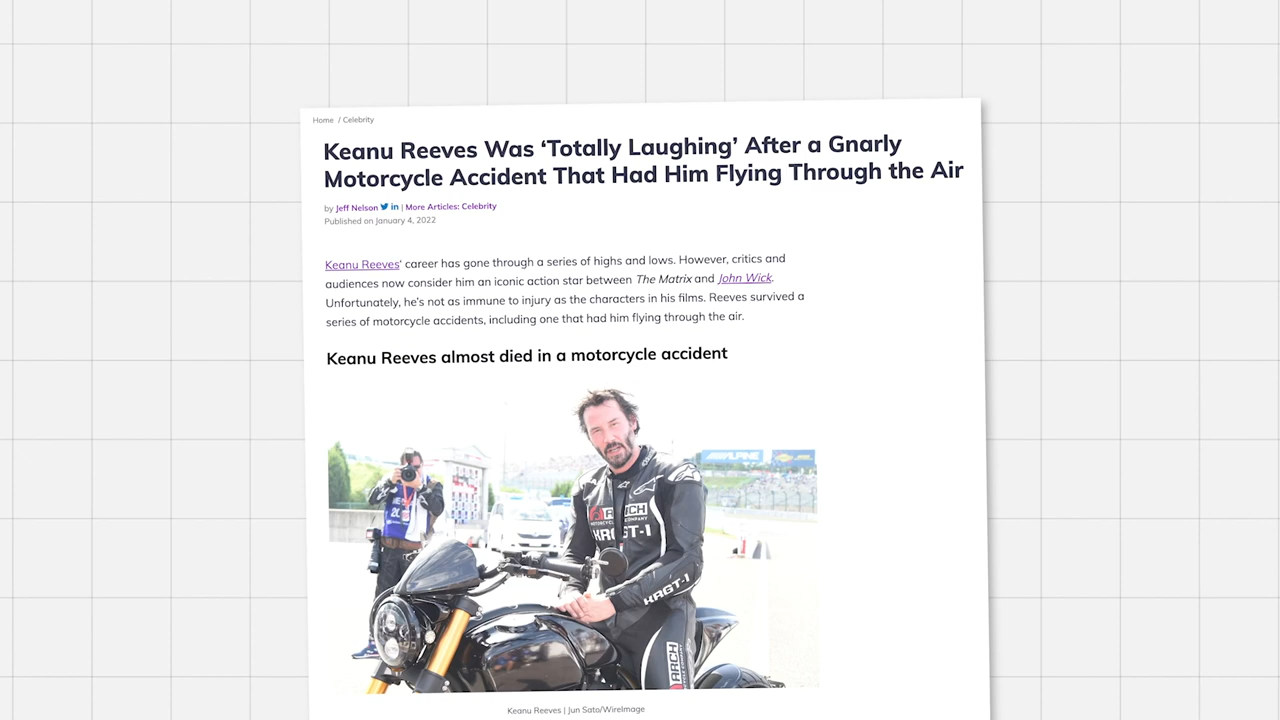 Home / Celebrity
Keanu Reeves Was ‘Totally Laughing’ After a Gnarly
Motorcycle Accident That Had Him Flying Through the Air
by Jeff Nelson in | More Articles: Celebrity
Published on January 4, 2022
Keanu Reeves‘ career has gone through a series of highs and lows. However, critics and
audiences now consider him an iconic action star between The Matrix and John Wick.
Unfortunately, he’s not as immune to injury as the characters in his films. Reeves survived a
series of motorcycle accidents, including one that had him flying through the air.
Keanu Reeves almost died in a motorcycle accident
ALPINE
ARCH
MOTORCYCLE COMPANY
KRGT-1
KRGT-1
ARCH
Keanu Reeves | Jun Sato/WireImage